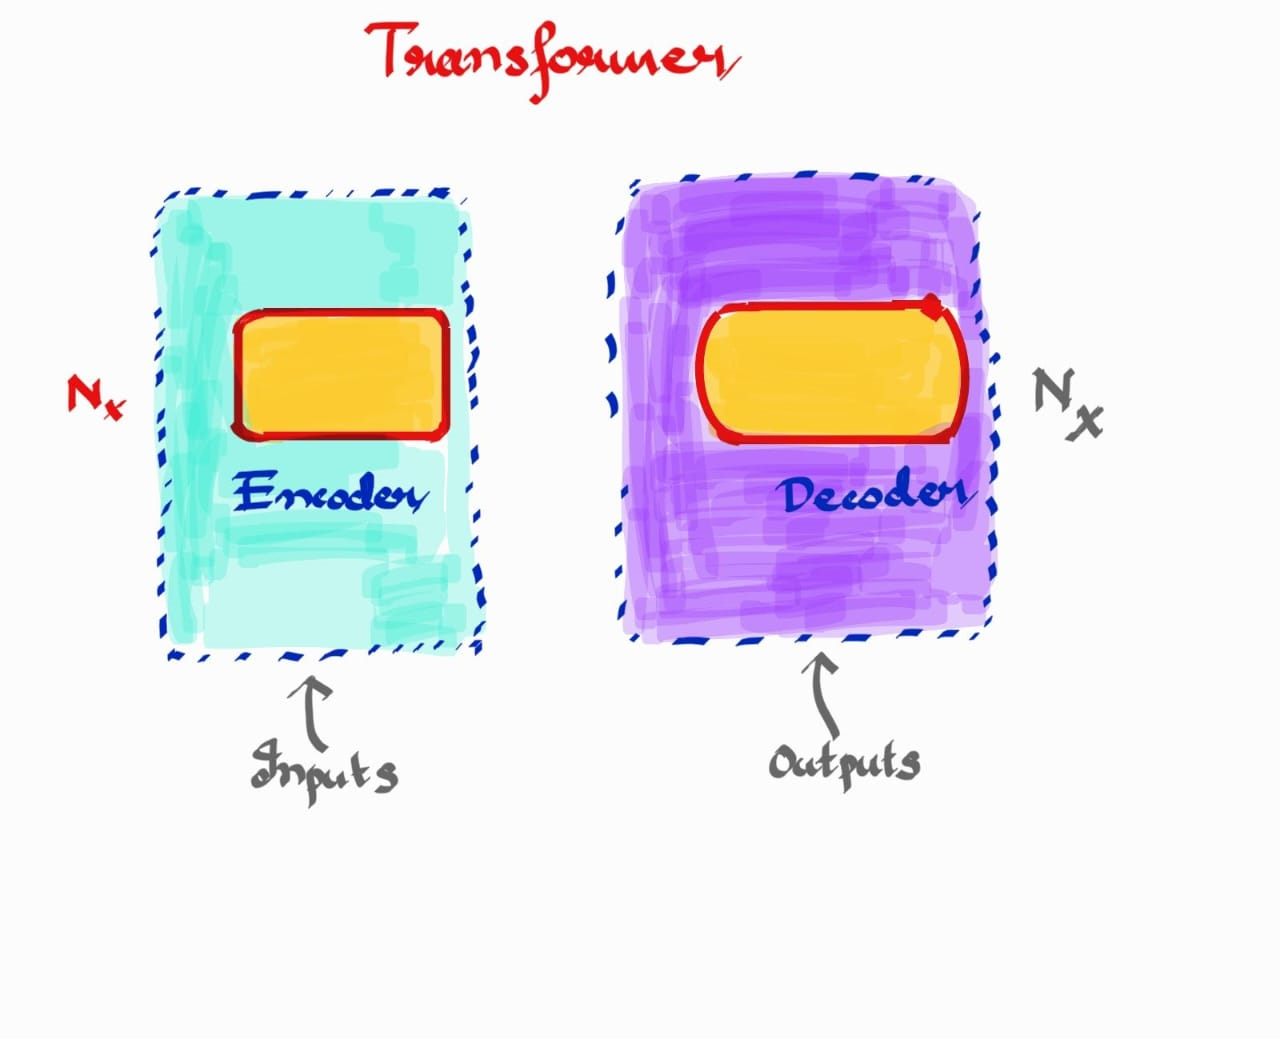 Transformer
Nx
Encoder
Decoder
Nx
Inputs
Outputs